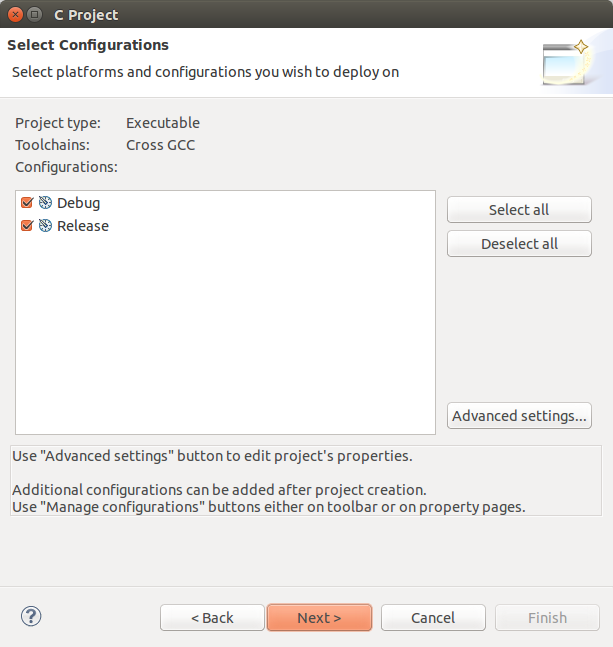 C Project
Select Configurations
Select platforms and configurations you wish to deploy on
Project type: Executable
Toolchains: Cross GCC
Configurations:
Debug
Release
Select all
Deselect all
Advanced settings...
Use "Advanced settings" button to edit project's properties.
Additional configurations can be added after project creation.
Use "Manage configurations" buttons either on toolbar or on property pages.
?
< Back
Next >
Cancel
Finish